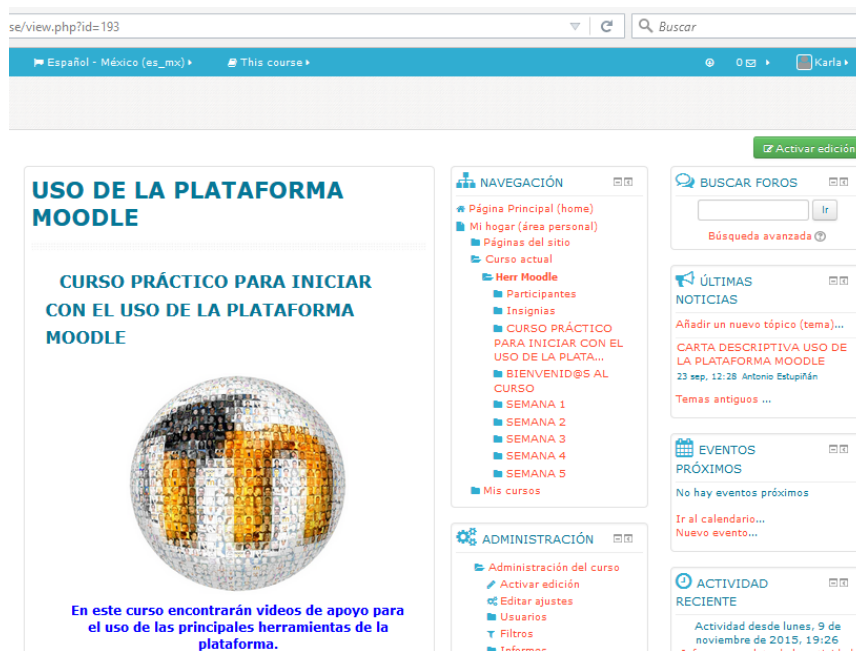 se/view.php?id=193
Buscar
Español - México (es_mx)
This course
0
Karla
Activar edición
USO DE LA PLATAFORMA
MOODLE
CURSO PRÁCTICO PARA INICIAR
CON EL USO DE LA PLATAFORMA
MOODLE
En este curso encontrarán videos de apoyo para
el uso de las principales herramientas de la
plataforma.
NAVEGACIÓN
Página Principal (home)
Mi hogar (área personal)
Páginas del sitio
Curso actual
Herr Moodle
Participantes
Insignias
CURSO PRÁCTICO
PARA INICIAR CON EL
USO DE LA PLATA...
BIENVENID@S AL
CURSO
SEMANA 1
SEMANA 2
SEMANA 3
SEMANA 4
SEMANA 5
Mis cursos
ADMINISTRACIÓN
Administración del curso
Activar edición
Editar ajustes
Usuarios
Filtros
Informes
BUSCAR FOROS
Ir
Búsqueda avanzada
ÚLTIMAS
NOTICIAS
Añadir un nuevo tópico (tema)...
CARTA DESCRIPTIVA USO DE
LA PLATAFORMA MOODLE
23 sep, 12:28 Antonio Estupiñán
Temas antiguos ...
EVENTOS
PRÓXIMOS
No hay eventos próximos
Ir al calendario...
Nuevo evento...
ACTIVIDAD
RECIENTE
Actividad desde lunes, 9 de
noviembre de 2015, 19:26